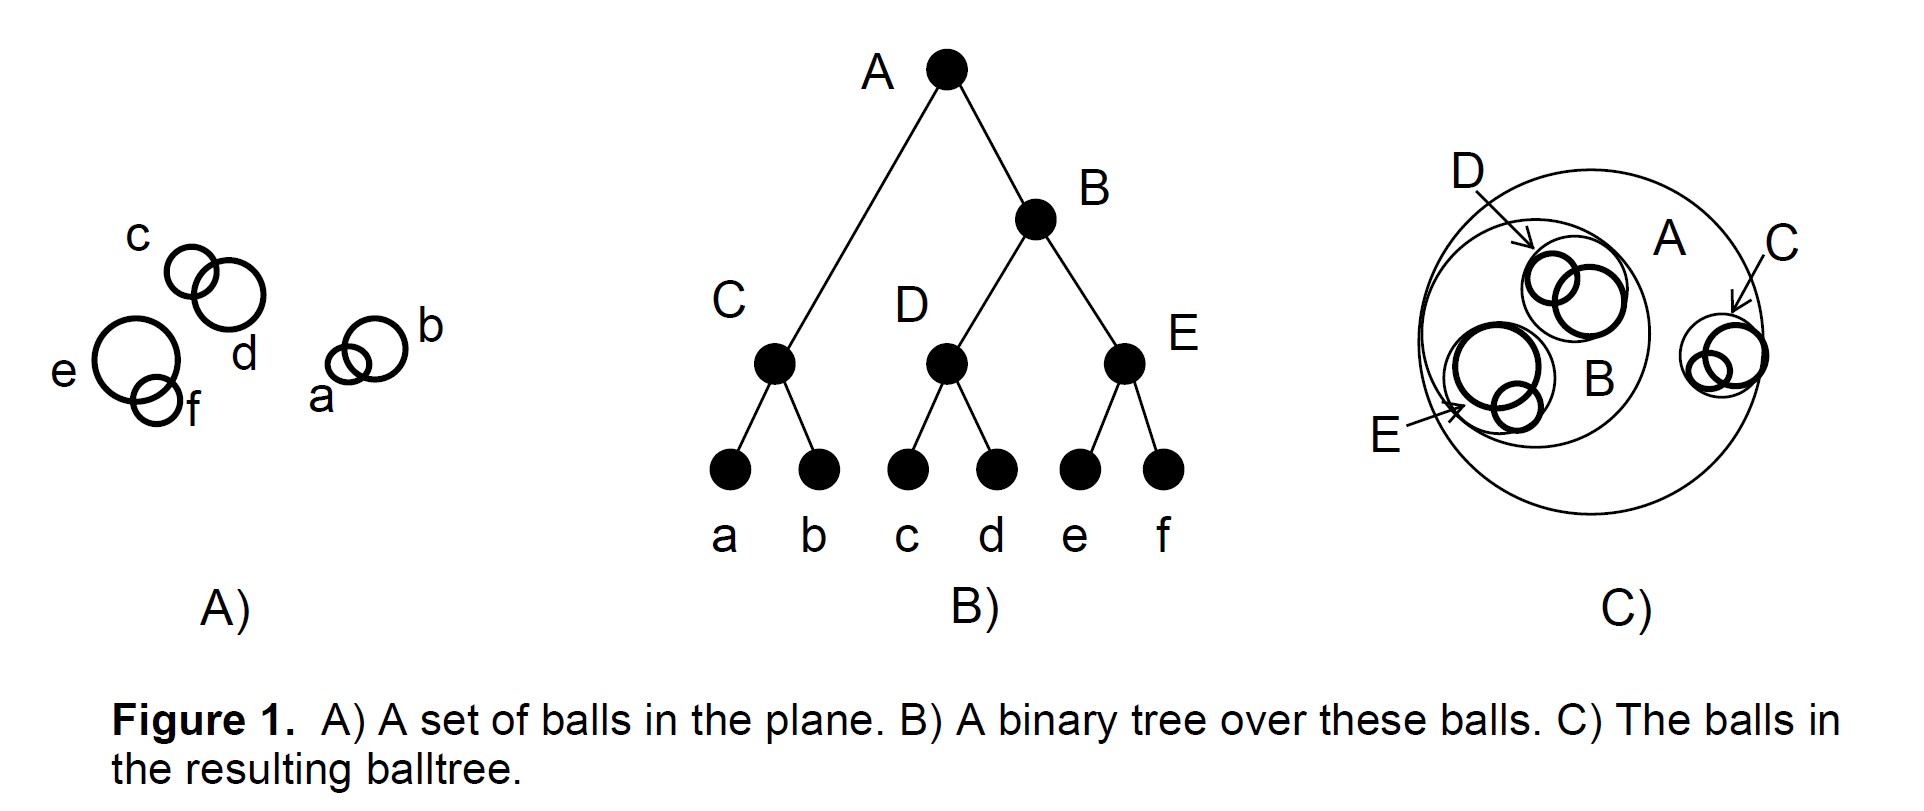 c
d
e
f
a
b
A)
A
B
C
D
E
a b c d e f
B)
D
A
C
B
E
C)
Figure 1. A) A set of balls in the plane. B) A binary tree over these balls. C) The balls in
the resulting balltree.